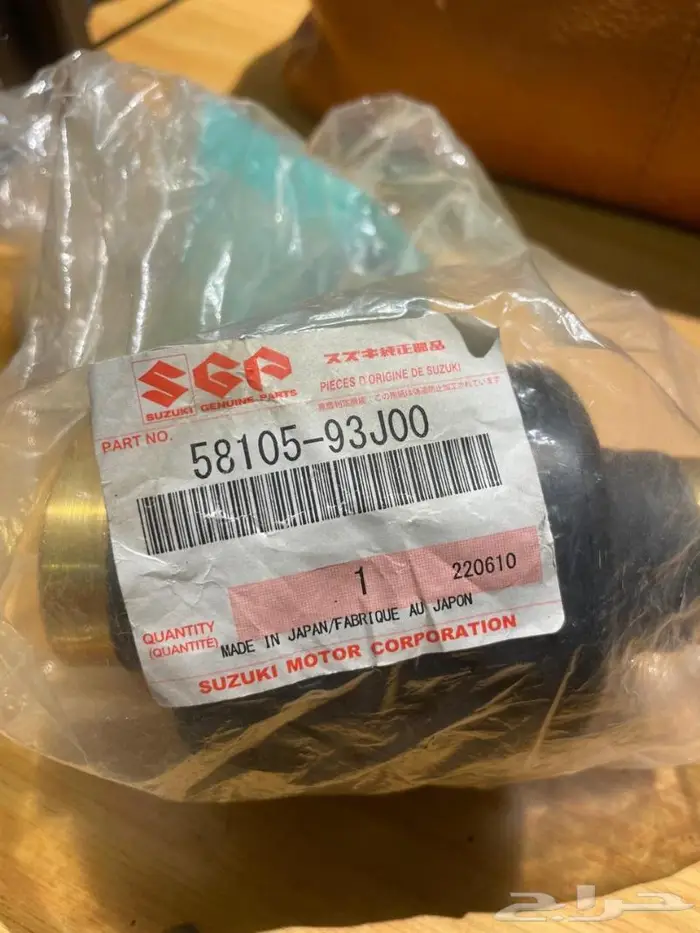 SGP スズキ純正部品
SUZUKI GENUINE PARTS PIECES D'ORIGINE DE SUZUKI
PART NO. 58105-93J00
QUANTITY
(QUANTITÉ)
1 220610
MADE IN JAPAN/FABRIQUE AU JAPON
SUZUKI MOTOR CORPORATION
حراج